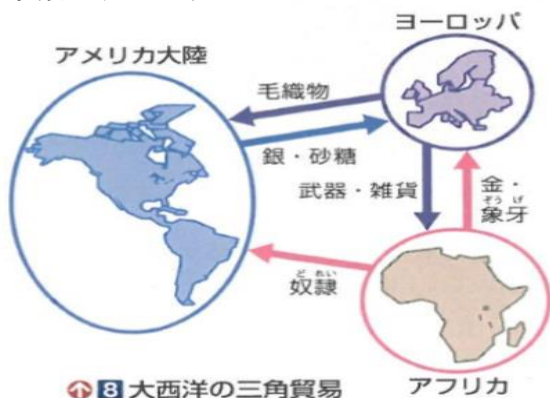 ヨーロッパ
アメリカ大陸
毛織物
銀・砂糖
武器・雑貨
金・
ぞうげ
象牙
どれい
奴隷
8 大西洋の三角貿易
アフリカ